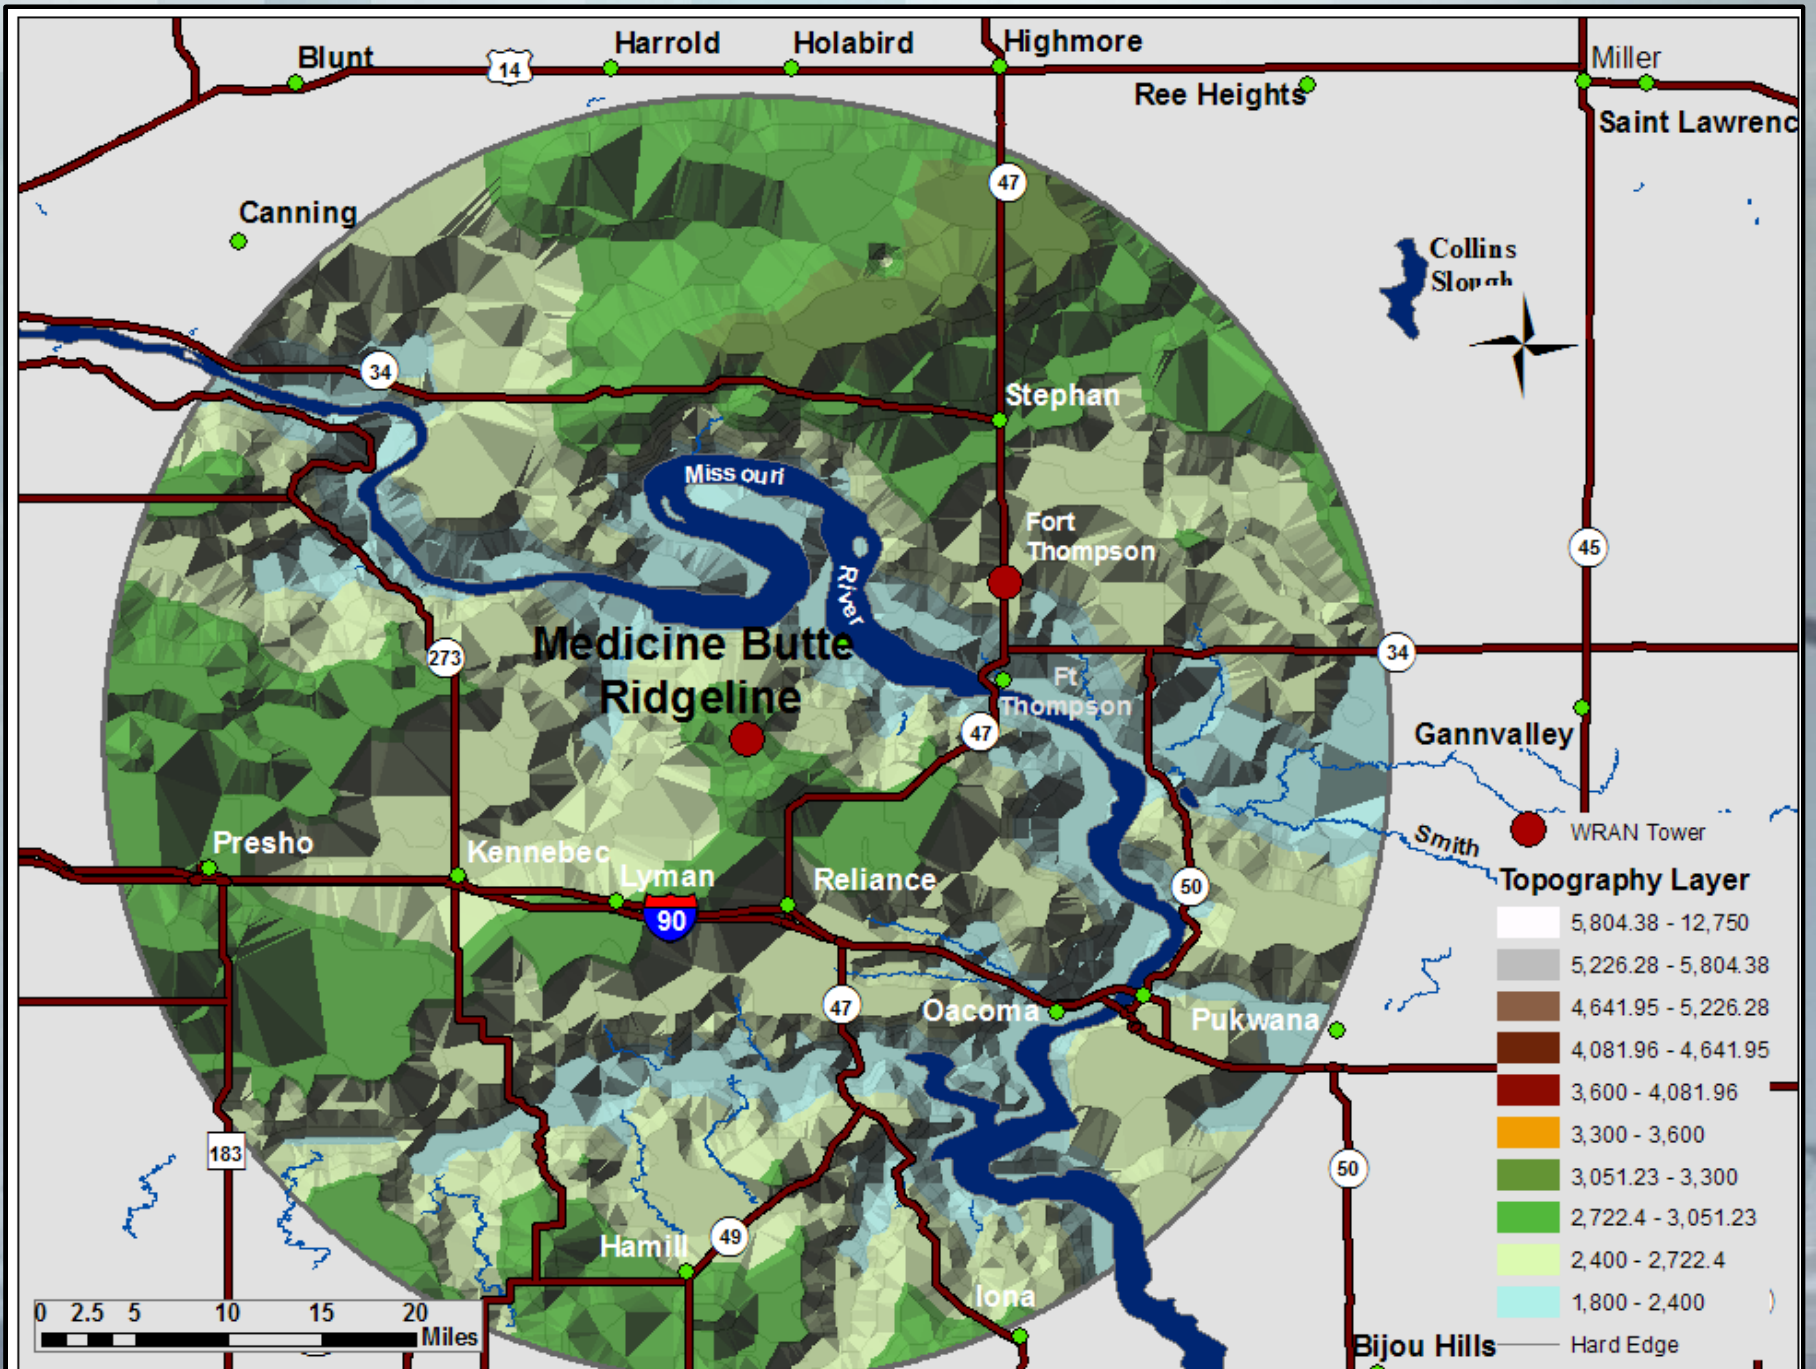 Blunt
14
Harrold
Holabird
Highmore
Miller
Ree Heights
Saint Lawrenc
47
Canning
Collins
Slough
34
Stephan
Missouri
River
Fort
Thompson
45
Medicine Butte
Ridgeline
273
34
Ft
Thompson
47
Gannvalley
Presho
Kennebec
Lyman
90
Reliance
50
Smith
WRAN Tower
Topography Layer
5,804.38 - 12,750
5,226.28 - 5,804.38
4,641.95 - 5,226.28
4,081.96 - 4,641.95
3,600 - 4,081.96
3,300 - 3,600
3,051.23 - 3,300
2,722.4 - 3,051.23
2,400 - 2,722.4
1,800 - 2,400
Hard Edge
47
Oacoma
Pukwana
183
50
49
Hamill
Iona
Bijou Hills
0 2.5 5 10 15 20
Miles